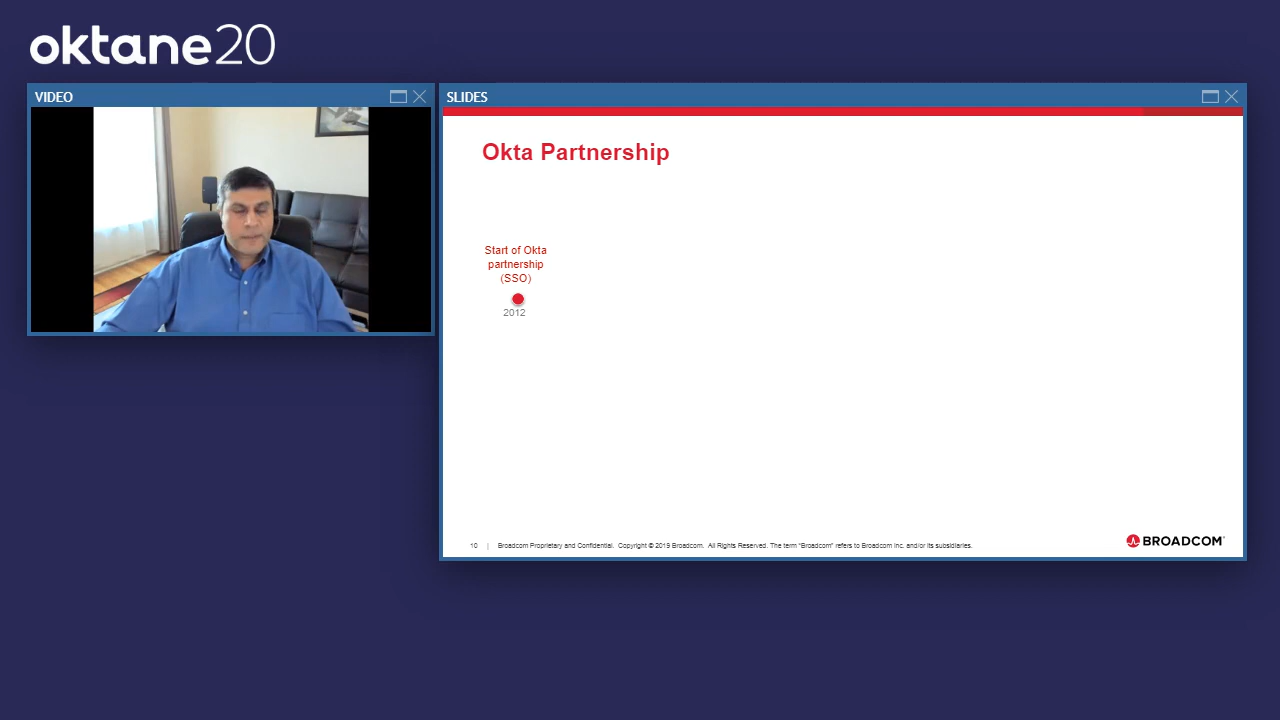 oktane20
VIDEO
SLIDES
Okta Partnership
Start of Okta
partnership
(SSO)
2012
10 | Broadcom Proprietary and Confidential. Copyright © 2019 Broadcom. All Rights Reserved. The term "Broadcom" refers to Broadcom Inc. and/or its subsidiaries.
BROADCOM